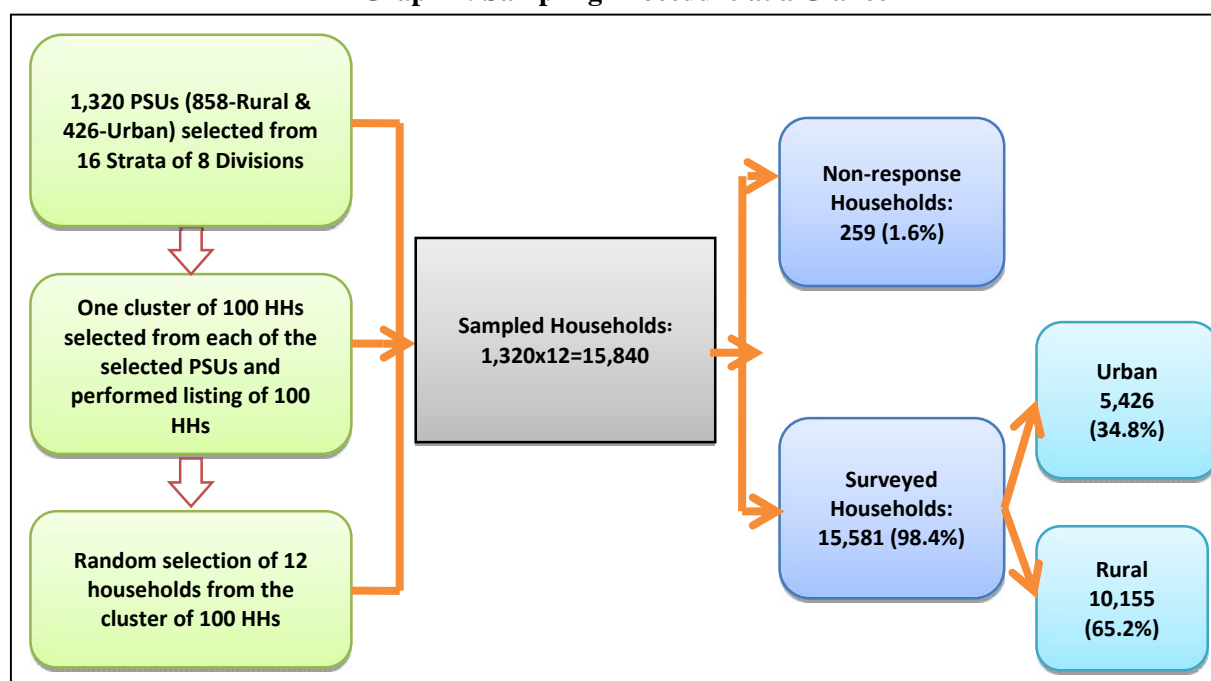 1,320 PSUs (858-Rural &
426-Urban) selected from
16 Strata of 8 Divisions
One cluster of 100 HHs
selected from each of the
selected PSUs and
performed listing of 100
HHs
Random selection of 12
households from the
cluster of 100 HHs
Sampled Households:
1,320x12=15,840
Non-response
Households:
259 (1.6%)
Surveyed
Households:
15,581 (98.4%)
Urban
5,426
(34.8%)
Rural
10,155
(65.2%)